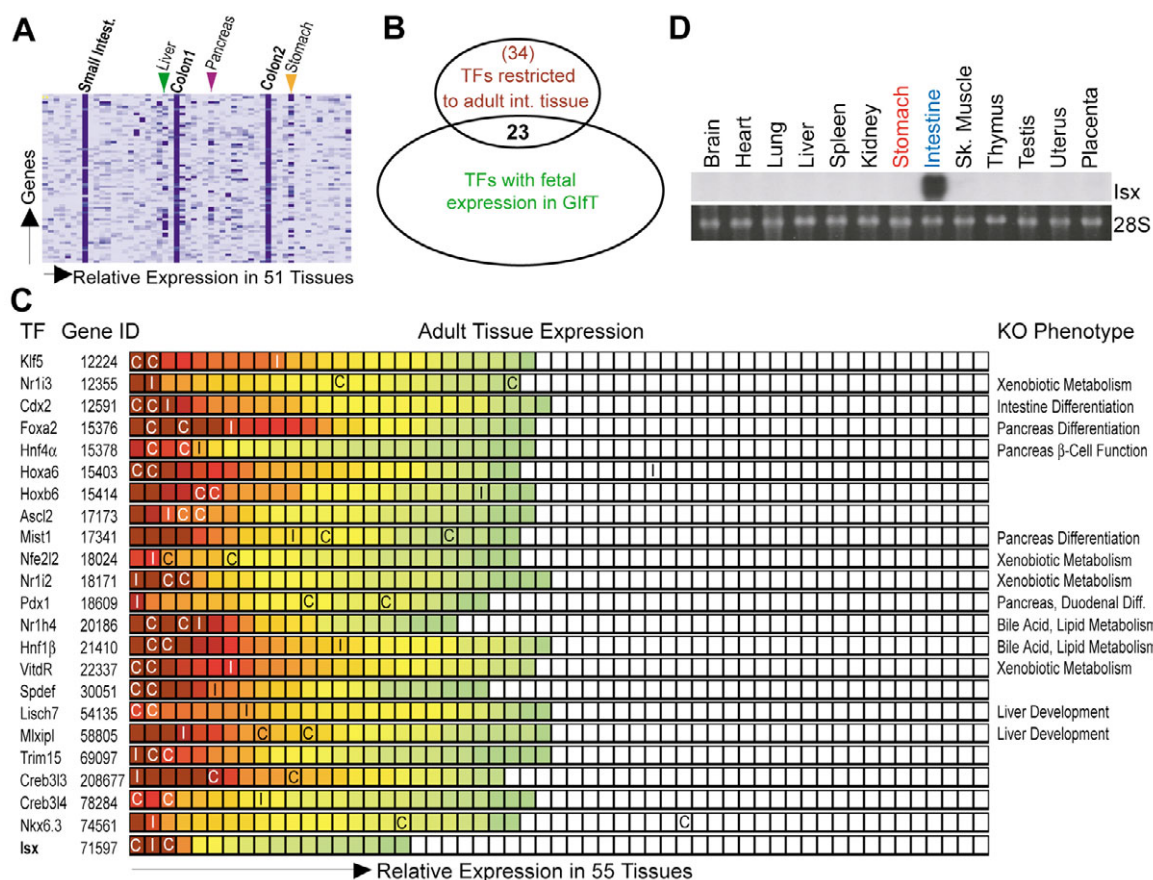 A
Small Intest.
Liver
Colon1
Pancreas
Colon2
Stomach
Genes
Relative Expression in 51 Tissues
B
(34)
TFs restricted
to adult int. tissue
23
TFs with fetal
expression in GIfT
D
Brain
Heart
Lung
Liver
Spleen
Kidney
Stomach
Intestine
Sk. Muscle
Thymus
Testis
Uterus
Placenta
Isx
28S
C
TF Gene ID Adult Tissue Expression KO Phenotype
Klf5 12224 C C I
Nr1i3 12355 I C C Xenobiotic Metabolism
Cdx2 12591 C C I Intestine Differentiation
Foxa2 15376 C C I Pancreas Differentiation
Hnf4α 15378 C C I Pancreas β-Cell Function
Hoxa6 15403 C C I
Hoxb6 15414 C C I
Ascl2 17173 I C C
Mist1 17341 I C C Pancreas Differentiation
Nfe2l2 18024 I C C Xenobiotic Metabolism
Nr1i2 18171 I C C Xenobiotic Metabolism
Pdx1 18609 I C C Pancreas, Duodenal Diff.
Nr1h4 20186 C C I Bile Acid, Lipid Metabolism
Hnf1β 21410 C C I Bile Acid, Lipid Metabolism
VitdR 22337 C C I Xenobiotic Metabolism
Spdef 30051 C C I
Lisch7 54135 C C I Liver Development
Mlxipl 58805 I C C Liver Development
Trim15 69097 I C C
Creb3l3 208677 I C C
Creb3l4 78284 C C I
Nkx6.3 74561 I C C
Isx 71597 C I C
Relative Expression in 55 Tissues